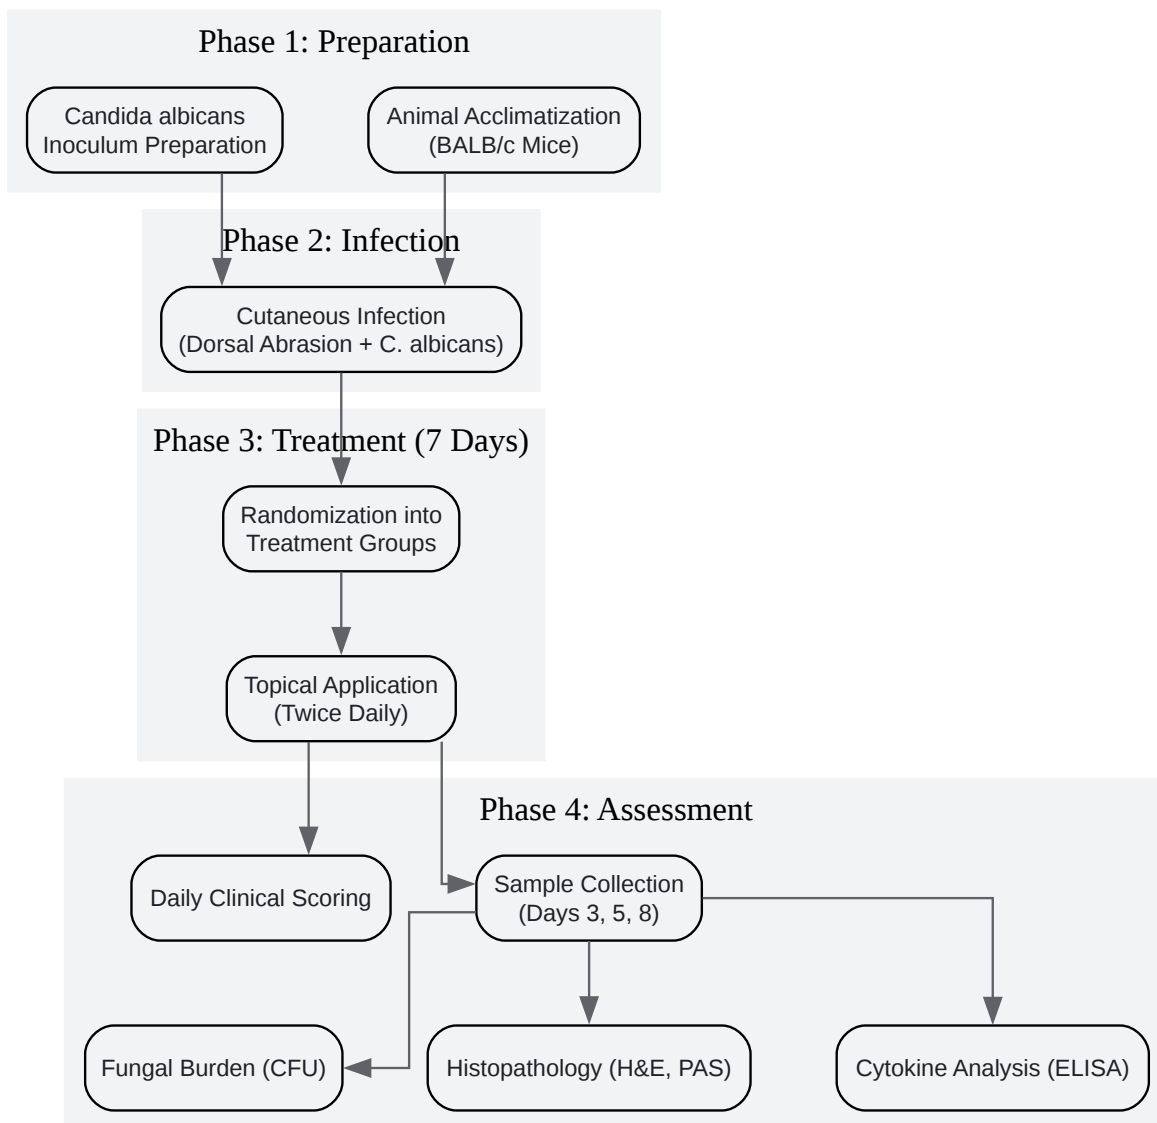 Phase 1: Preparation
Candida albicans
Inoculum Preparation
Animal Acclimatization
(BALB/c Mice)
Phase 2: Infection
Cutaneous Infection
(Dorsal Abrasion + C. albicans)
Phase 3: Treatment (7 Days)
Randomization into
Treatment Groups
Topical Application
(Twice Daily)
Phase 4: Assessment
Daily Clinical Scoring
Sample Collection
(Days 3, 5, 8)
Fungal Burden (CFU)
Histopathology (H&E, PAS)
Cytokine Analysis (ELISA)